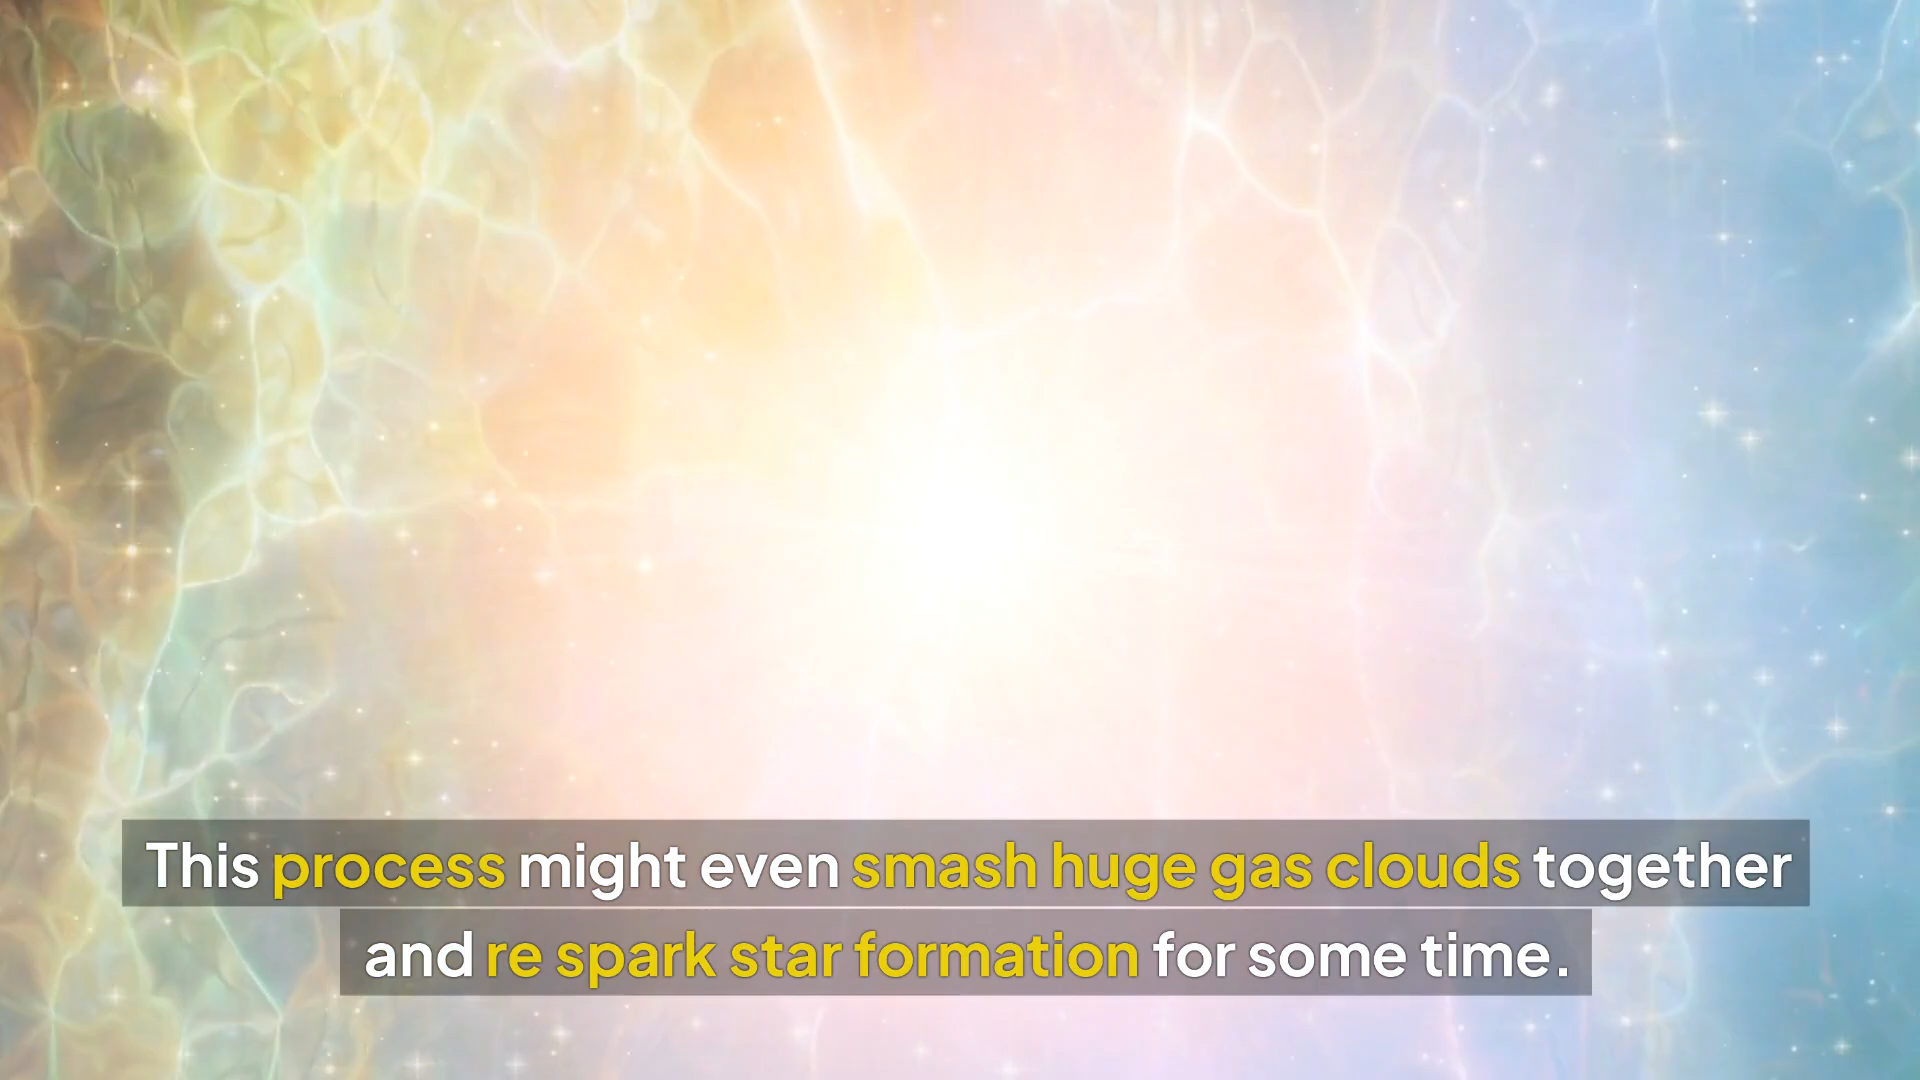 This process might even smash huge gas clouds together
and re spark star formation for some time.